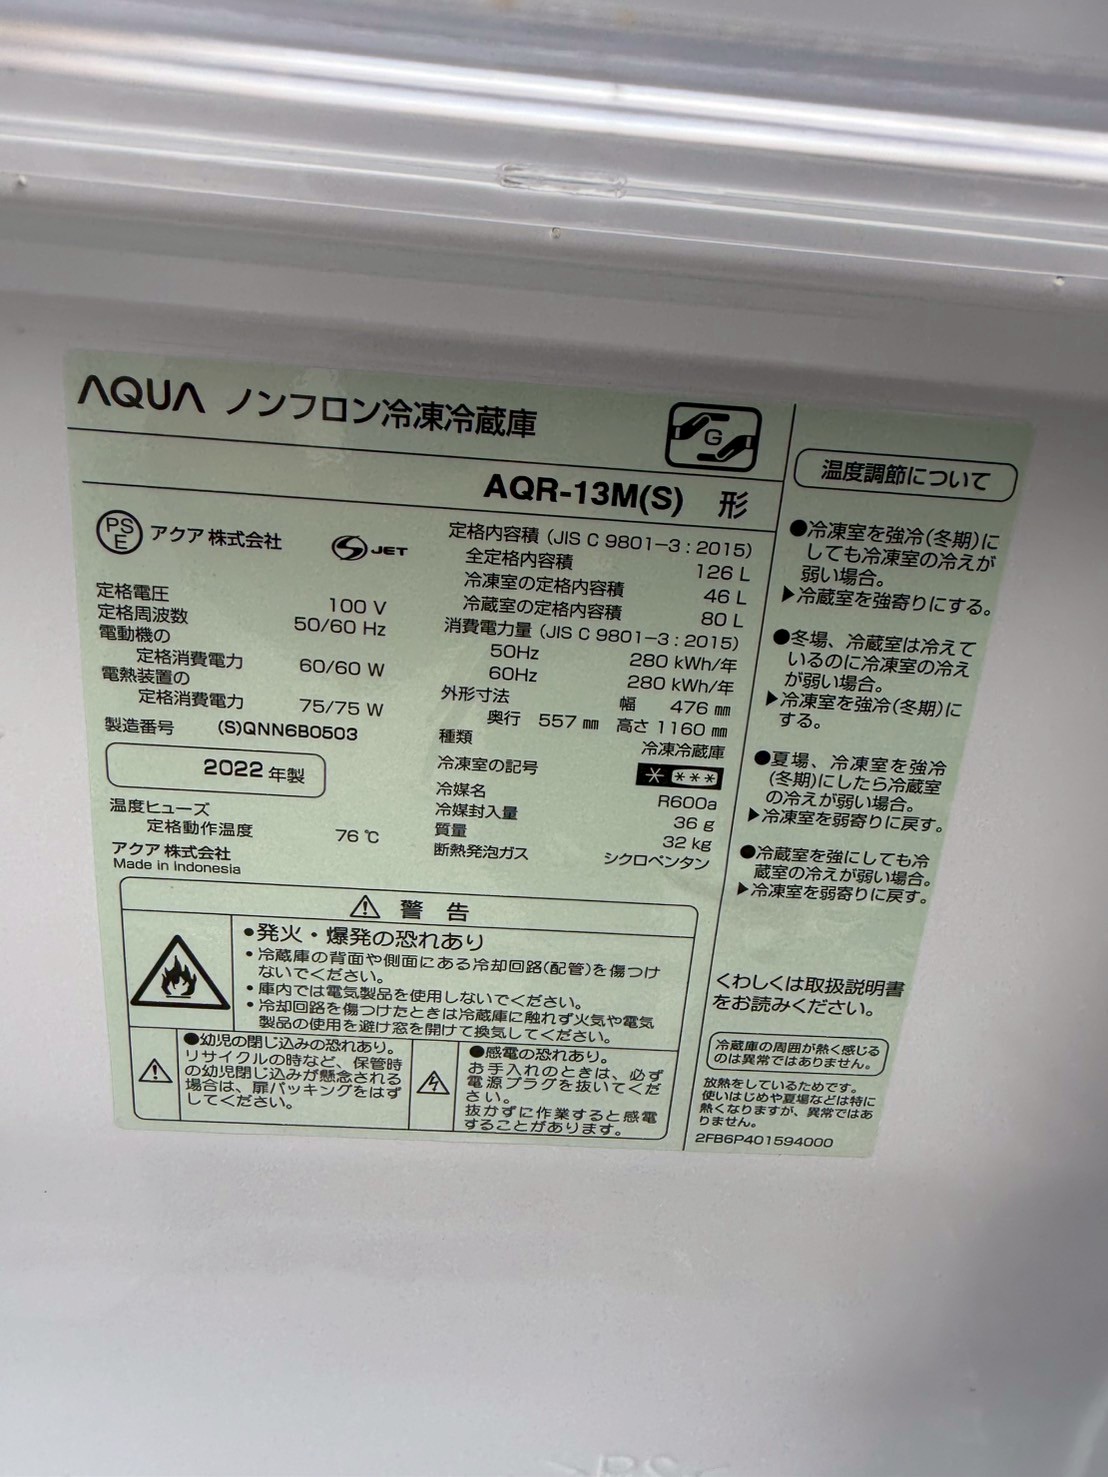 AQUA ノンフロン冷凍冷蔵庫
G
AQR-13M(S) 形
PS
E
アクア株式会社
JET
定格電圧 100 V
定格周波数 50/60 Hz
電動機の
定格消費電力 60/60 W
電熱装置の
定格消費電力 75/75 W
製造番号 (S)QNN6B0503
2022年製
温度ヒューズ
定格動作温度 76 ℃
アクア株式会社
Made in Indonesia
定格内容積 (JIS C 9801-3:2015)
全定格内容積 126 L
冷凍室の定格内容積 46 L
冷蔵室の定格内容積 80 L
消費電力量 (JIS C 9801-3:2015)
50Hz 280 kWh/年
60Hz 280 kWh/年
外形寸法 幅 476 ㎜
奥行 557 ㎜ 高さ 1160 ㎜
種類 冷凍冷蔵庫
冷凍室の記号 * ***
冷媒名 R600a
冷媒封入量 36 g
質量 32 kg
断熱発泡ガス シクロペンタン
⚠ 警告
•発火・爆発の恐れあり
•冷蔵庫の背面や側面にある冷却回路(配管)を傷つけ
ないでください。
•庫内では電気製品を使用しないでください。
•冷却回路を傷つけたときは冷蔵庫に触れず火気や電気
製品の使用を避け窓を開けて換気してください。
●幼児の閉じ込みの恐れあり。
リサイクルの時など、保管時
の幼児閉じ込みが懸念される
場合は、扉パッキングをはず
してください。
●感電の恐れあり。
お手入れのときは、必ず
電源プラグを抜いてくだ
さい。
抜かずに作業すると感電
することがあります。
温度調節について
●冷凍室を強冷(冬期)に
しても冷凍室の冷えが
弱い場合。
▶冷蔵室を強寄りにする。
●冬場、冷蔵室は冷えて
いるのに冷凍室の冷え
が弱い場合。
▶冷凍室を強冷(冬期)に
する。
●夏場、冷凍室を強冷
(冬期)にしたら冷蔵室
の冷えが弱い場合。
▶冷凍室を弱寄りに戻す。
●冷蔵室を強にしても冷
蔵室の冷えが弱い場合。
▶冷凍室を弱寄りに戻す。
くわしくは取扱説明書
をお読みください。
冷蔵庫の周囲が熱く感じる
のは異常ではありません。
放熱をしているためです。
使いはじめや夏場などは特に
熱くなりますが、異常ではあ
りません。
2FB6P401594000
>PS<